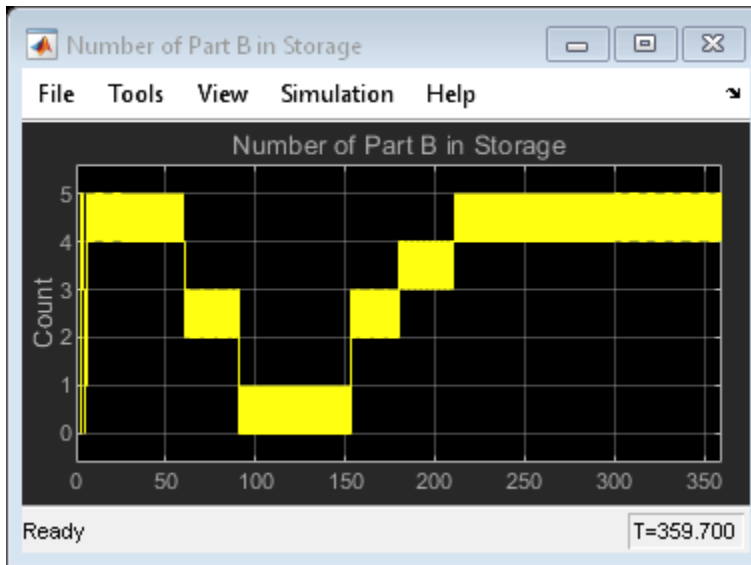 Number of Part B in Storage
File Tools View Simulation Help
Number of Part B in Storage
5
4
3
2
1
0
Count
0 50 100 150 200 250 300 350
Ready T=359.700